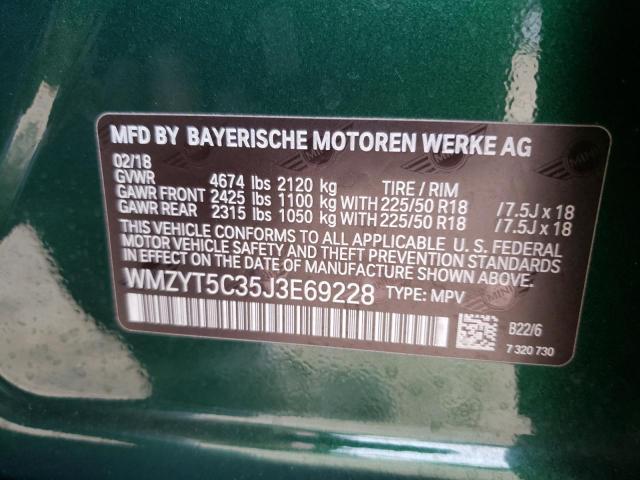 MFD BY BAYERISCHE MOTOREN WERKE AG
02/18
GVWR 4674 lbs 2120 kg TIRE / RIM
GAWR FRONT 2425 lbs 1100 kg WITH 225/50 R18 /7.5J x 18
GAWR REAR 2315 lbs 1050 kg WITH 225/50 R18 /7.5J x 18
THIS VEHICLE CONFORMS TO ALL APPLICABLE U.S. FEDERAL
MOTOR VEHICLE SAFETY AND THEFT PREVENTION STANDARDS
IN EFFECT ON THE DATE OF MANUFACTURE SHOWN ABOVE.
WMZYT5C35J3E69228 TYPE: MPV
B22/6
7 320 730
MINI
MINI